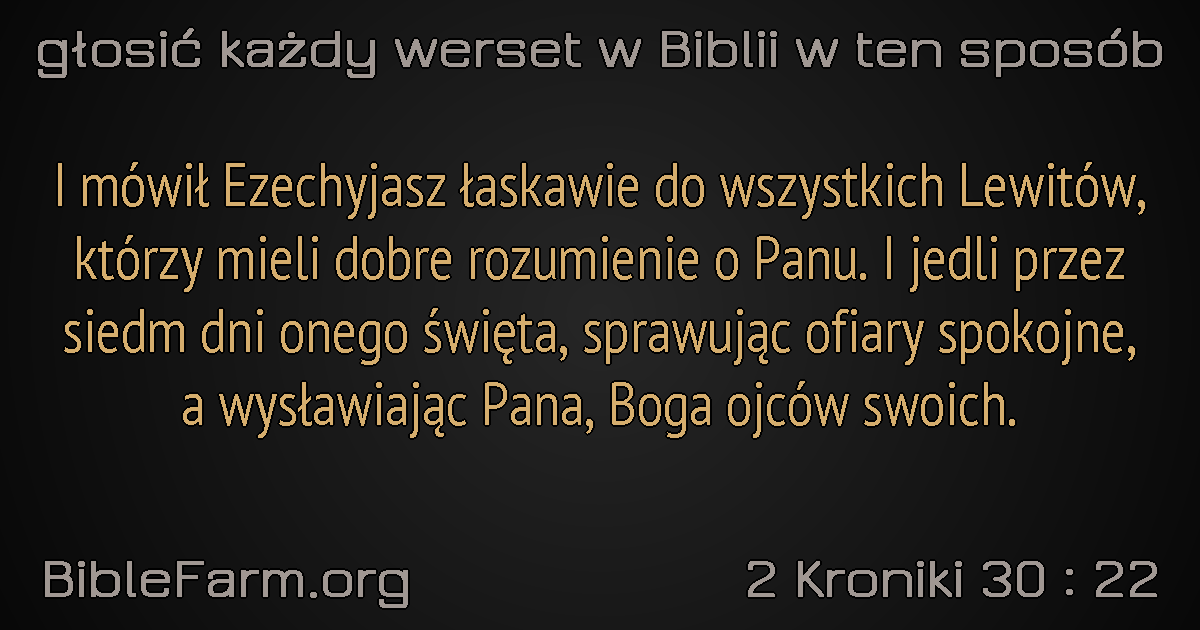 głosić każdy werset w Biblii w ten sposób
I mówił Ezechyjasz łaskawie do wszystkich Lewitów,
którzy mieli dobre rozumienie o Panu. I jedli przez
siedm dni onego święta, sprawując ofiary spokojne,
a wysławiając Pana, Boga ojców swoich.
BibleFarm.org
2 Kroniki 30 : 22